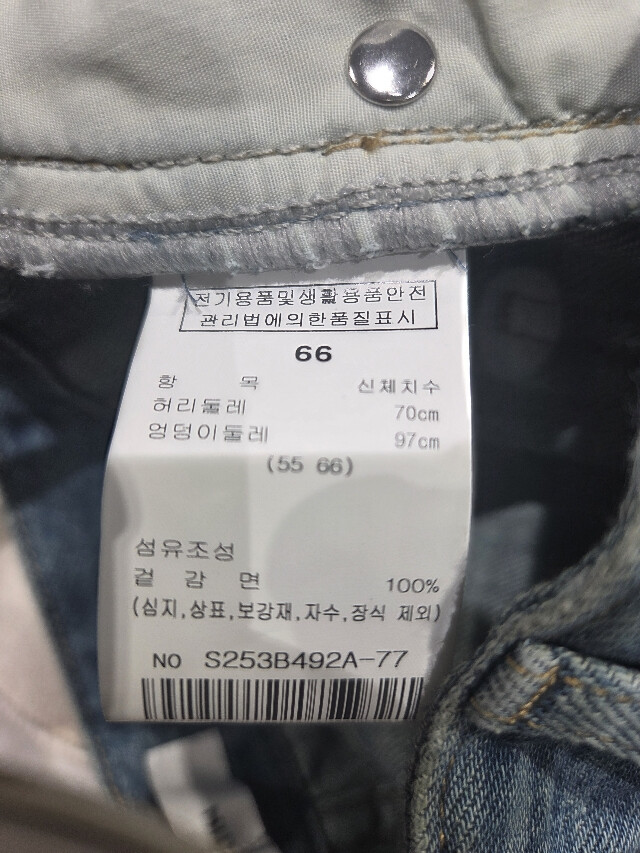 전기용품및생활용품안전
관리법에의한품질표시
66
항 목 신체치수
허리둘레 70cm
엉덩이둘레 97cm
(55 66)
섬유조성
겉 감 면 100%
(심지,상표,보강재,자수,장식 제외)
NO S253B492A-77